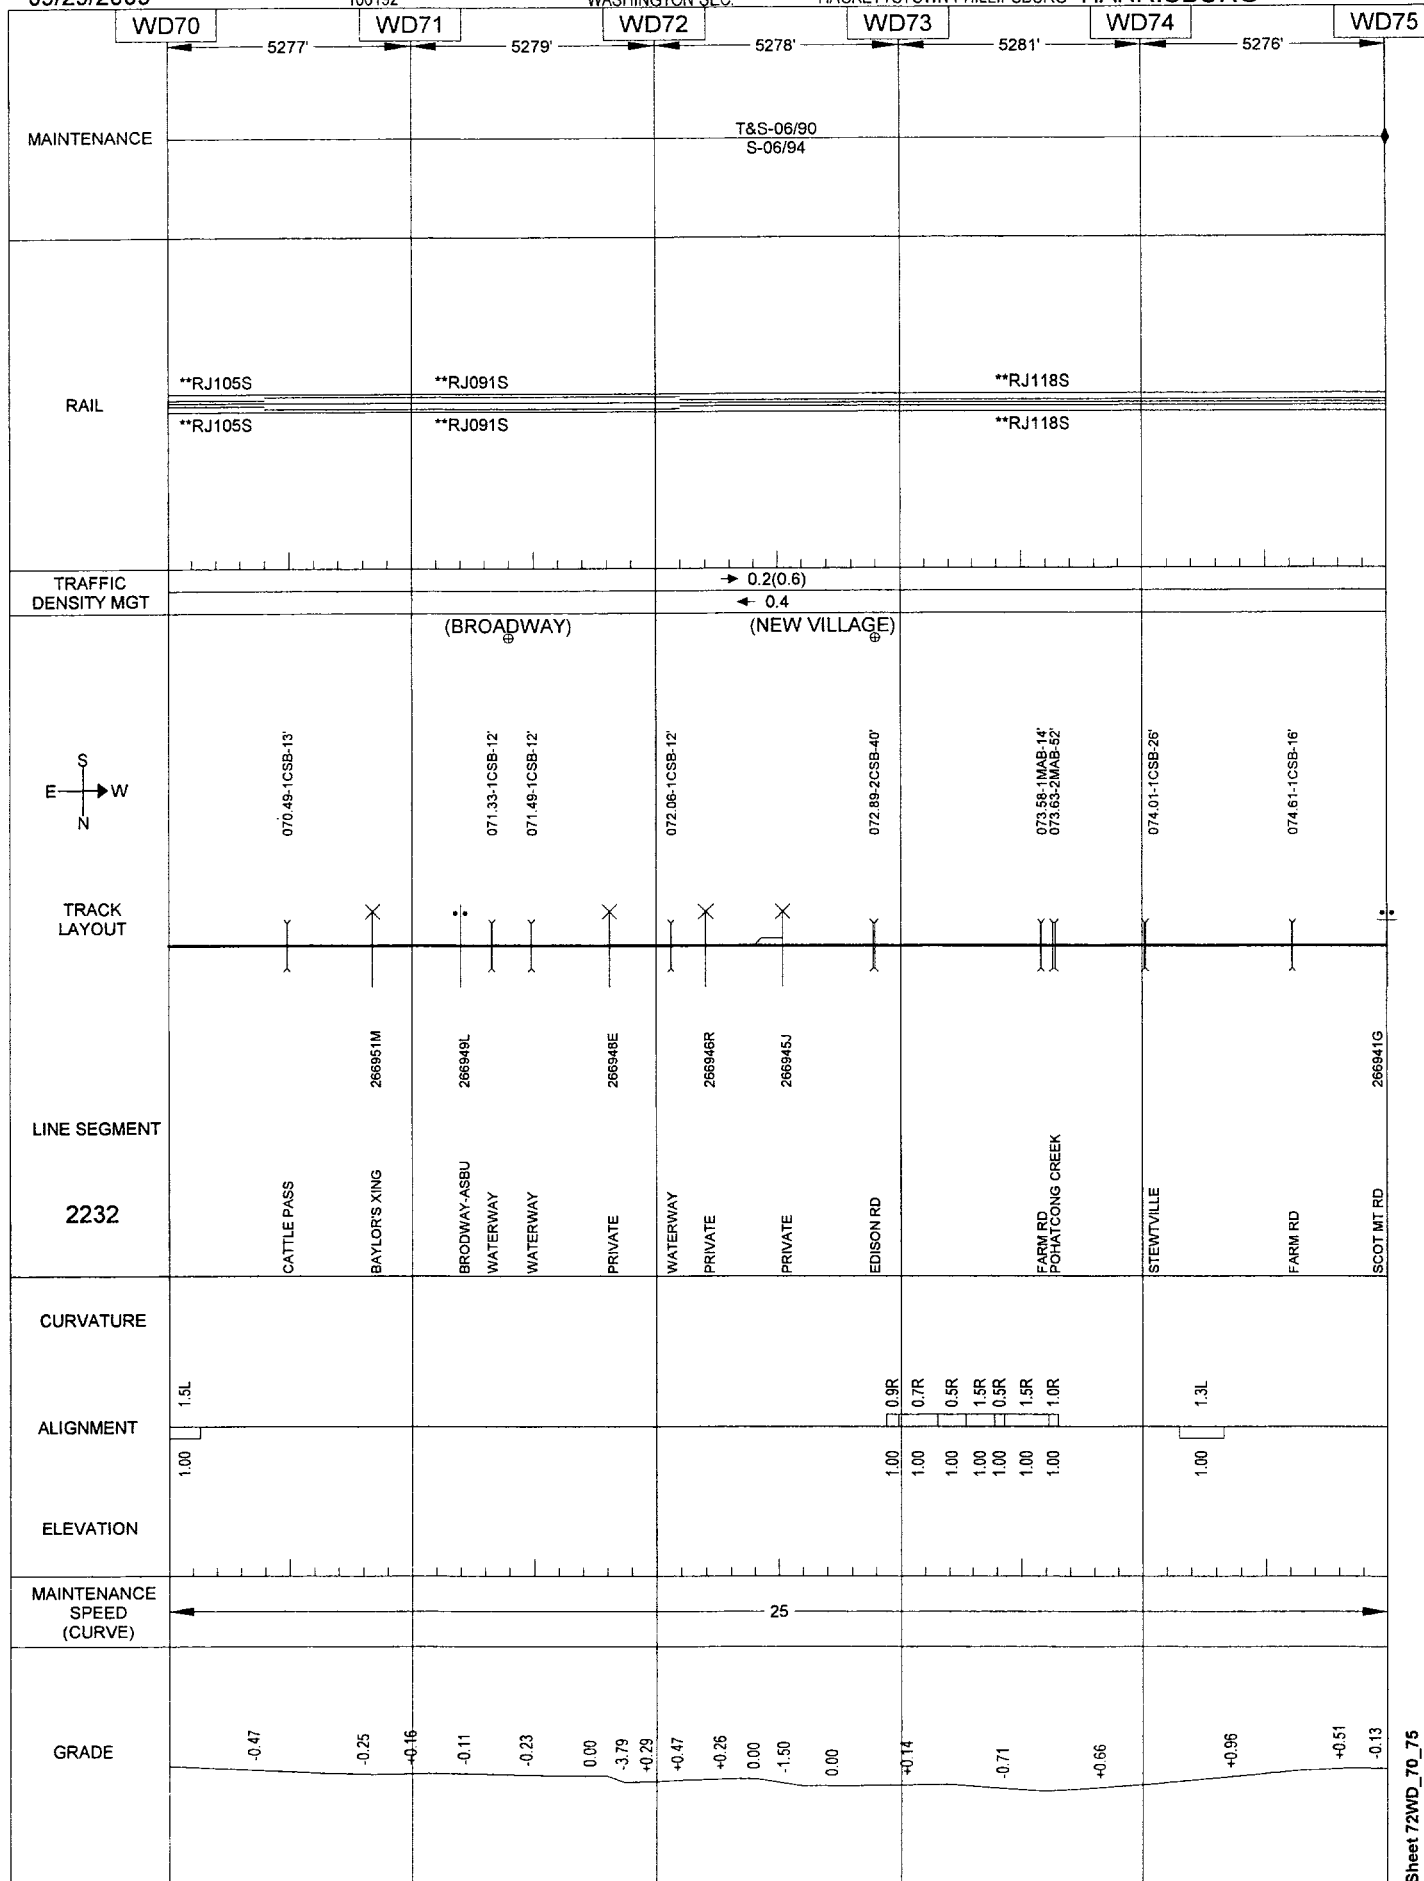 WASHINGTON SEC.
HARRISBURG
WD70 WD71 WD72 WD73 WD74 WD75
5277' 5279' 5278' 5281' 5276'
MAINTENANCE
T&S-06/90
S-06/94
RAIL
**RJ105S **RJ091S **RJ118S
**RJ105S **RJ091S **RJ118S
TRAFFIC
DENSITY MGT
→ 0.2(0.6)
← 0.4
(BROADWAY) (NEW VILLAGE)
S
E W
N
070.49-1CSB-13'
071.33-1CSB-12'
071.49-1CSB-12'
072.06-1CSB-12'
072.89-2CSB-40'
073.58-1MAB-14'
073.63-2MAB-52'
074.01-1CSB-26'
074.61-1CSB-16'
TRACK
LAYOUT
266951M
266949L
266948E
266946R
266945J
266941G
LINE SEGMENT
2232
CATTLE PASS
BAYLOR'S XING
BRODWAY-ASBU
WATERWAY
WATERWAY
PRIVATE
WATERWAY
PRIVATE
PRIVATE
EDISON RD
FARM RD
POHATCONG CREEK
STEWTVILLE
FARM RD
SCOT MT RD
CURVATURE
1.5L 0.9R 0.7R 0.5R 1.5R 0.5R 1.5R 1.0R 1.3L
ALIGNMENT
1.00 1.00 1.00 1.00 1.00 1.00 1.00 1.00 1.00
ELEVATION
MAINTENANCE
SPEED
(CURVE)
25
GRADE
-0.47 -0.25 +0.16 -0.11 -0.23 0.00 -3.79 +0.29 +0.47 +0.26 0.00 -1.50 0.00 +0.14 -0.71 +0.66 +0.96 +0.51 -0.13
Sheet 72WD_70_75